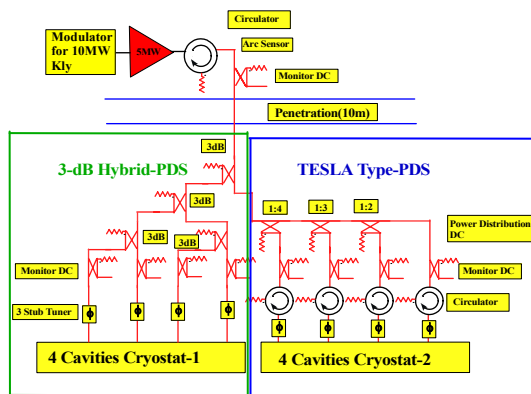 Circulator
Modulator
for 10MW
Kly
5MW
Arc Sensor
Monitor DC
Penetration(10m)
3dB
3-dB Hybrid-PDS
TESLA Type-PDS
3dB
1:4
1:3
1:2
Power Distribution
DC
3dB
3dB
Monitor DC
Monitor DC
3 Stub Tuner
Circulator
ϕ
ϕ
ϕ
ϕ
ϕ
ϕ
ϕ
ϕ
4 Cavities Cryostat-1
4 Cavities Cryostat-2